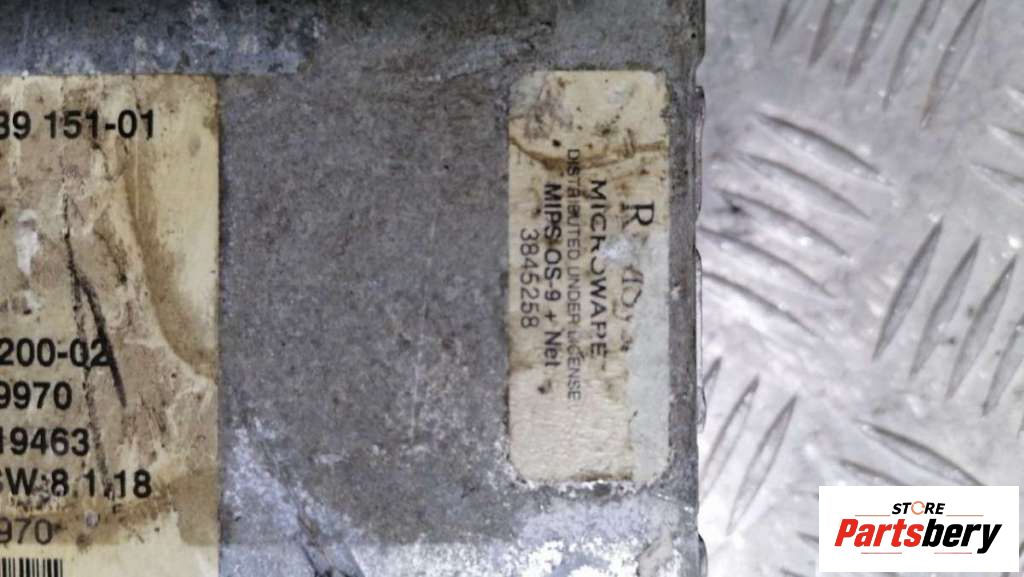 39 151-01
200-02
9970
19463
SW:8.1.18
970
R
MICROWARE
DISTRIBUTED UNDER LICENSE
MIPS OS-9 + Net
3845258
STORE
Partsbery